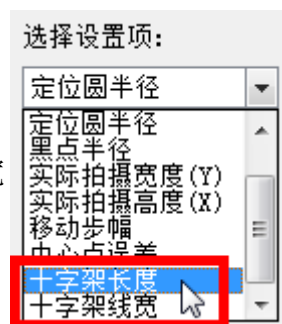 选择设置项:
定位圆半径
定位圆半径
黑点半径
实际拍摄宽度(Y)
实际拍摄高度(X)
移动步幅
中心点误差
十字架长度
十字架线宽